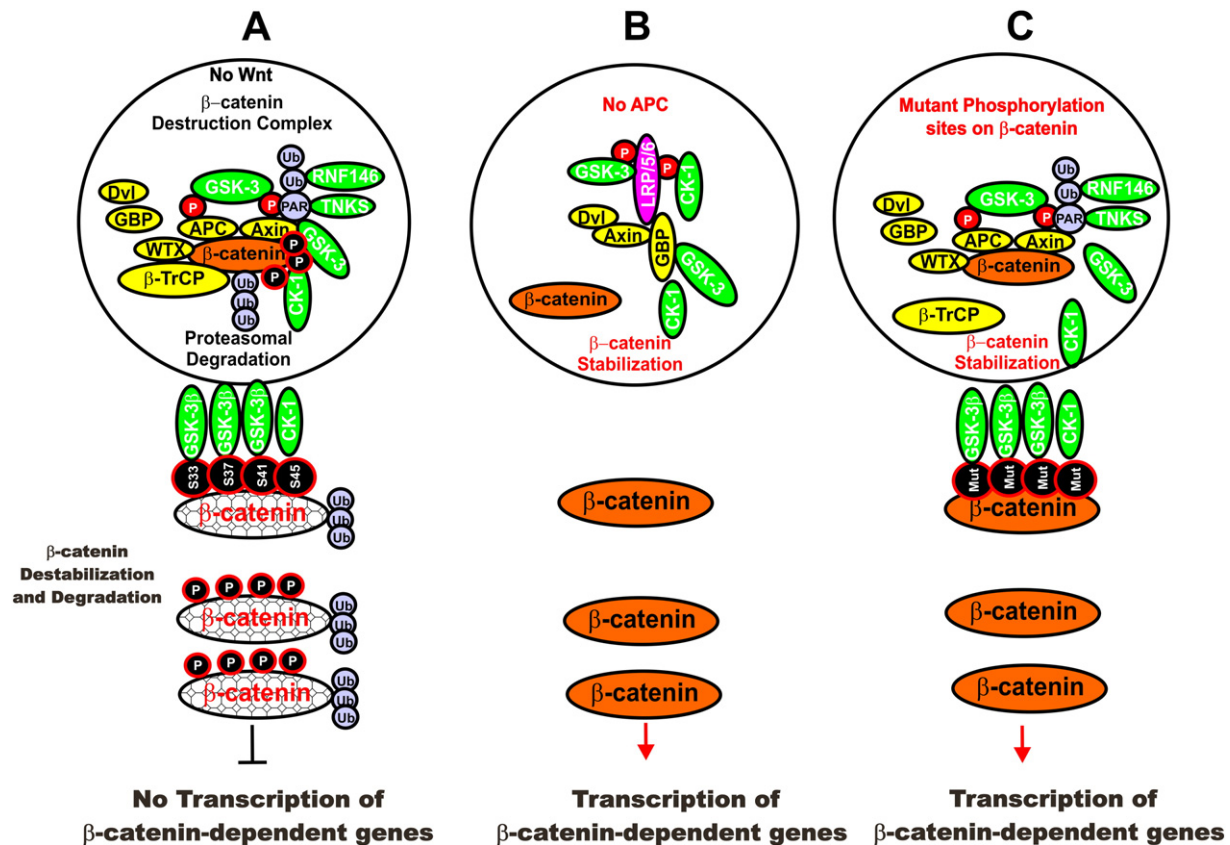 A
No Wnt
β–catenin
Destruction Complex
Ub
Ub
RNF146
GSK-3
Dvl
P
P
PAR
TNKS
GBP
APC
Axin
WTX
β-catenin
P
GSK-3
P
P
β-TrCP
Ub
Ub
Ub
CK-1
Proteasomal
Degradation
GSK-3β
GSK-3β
GSK-3β
CK-1
S33
S37
S41
S45
β-catenin
Ub
Ub
Ub
β-catenin
Destabilization
and Degradation
P
P
P
P
β-catenin
Ub
Ub
Ub
P
P
P
P
β-catenin
Ub
Ub
Ub
No Transcription of
β-catenin-dependent genes
B
No APC
P
GSK-3
LRP/5/6
P
CK-1
Dvl
Axin
GBP
GSK-3
CK-1
β-catenin
β–catenin
Stabilization
β-catenin
β-catenin
β-catenin
Transcription of
β-catenin-dependent genes
C
Mutant Phosphorylation
sites on β-catenin
Ub
Ub
RNF146
GSK-3
Dvl
P
P
PAR
TNKS
GBP
APC
Axin
WTX
β-catenin
GSK-3
β-TrCP
CK-1
β–catenin
Stabilization
GSK-3β
GSK-3β
GSK-3β
CK-1
Mut
Mut
Mut
Mut
β-catenin
β-catenin
β-catenin
Transcription of
β-catenin-dependent genes